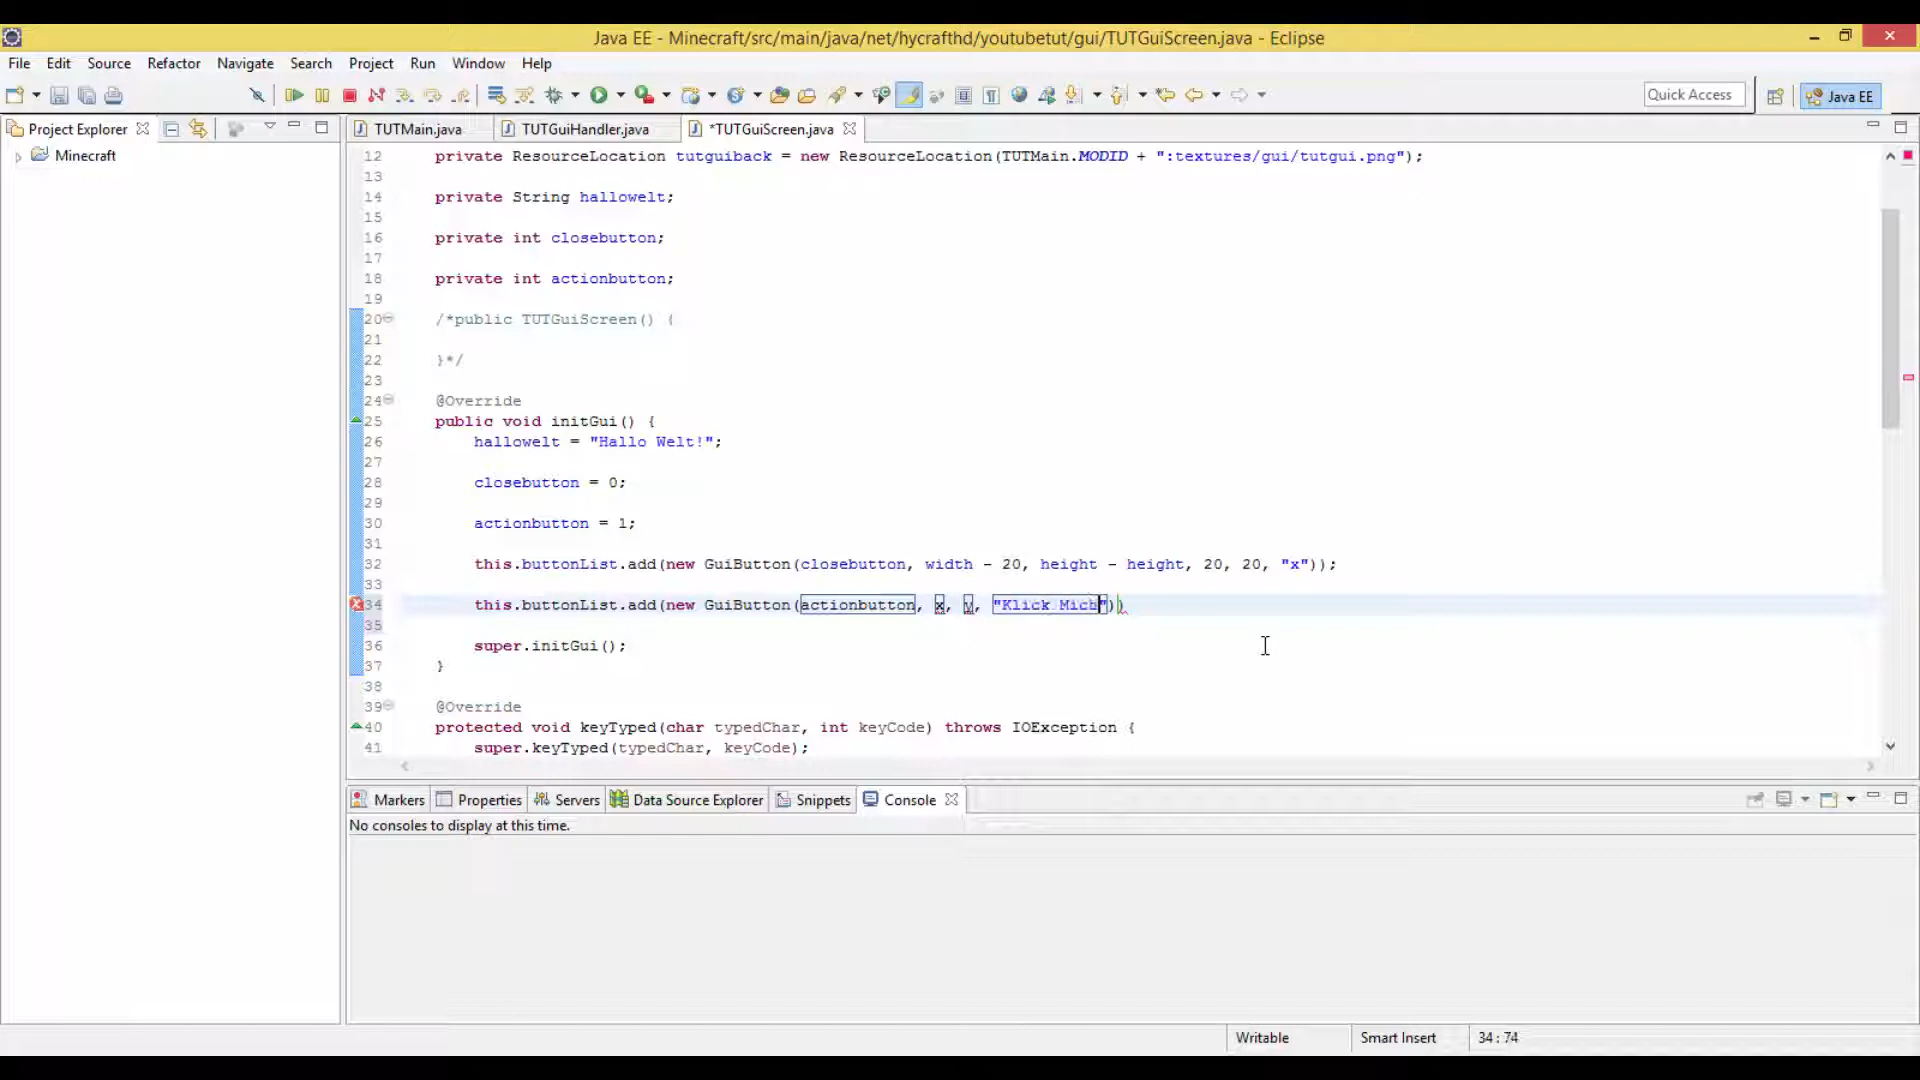 Java EE - Minecraft/src/main/java/net/hycrafthd/youtubetut/gui/TUTGuiScreen.java - Eclipse
File Edit Source Refactor Navigate Search Project Run Window Help
Quick Access Java EE
Project Explorer TUTMain.java TUTGuiHandler.java *TUTGuiScreen.java
Minecraft
12 private ResourceLocation tutguiback = new ResourceLocation(TUTMain.MODID + ":textures/gui/tutgui.png");
13
14 private String hallowelt;
15
16 private int closebutton;
17
18 private int actionbutton;
19
20 /*public TUTGuiScreen() {
21
22 }*/
23
24 @Override
25 public void initGui() {
26 hallowelt = "Hallo Welt!";
27
28 closebutton = 0;
29
30 actionbutton = 1;
31
32 this.buttonList.add(new GuiButton(closebutton, width - 20, height - height, 20, 20, "x"));
33
34 this.buttonList.add(new GuiButton(actionbutton, x, y, "Klick Mich"))
35
36 super.initGui();
37 }
38
39 @Override
40 protected void keyTyped(char typedChar, int keyCode) throws IOException {
41 super.keyTyped(typedChar, keyCode);
Markers Properties Servers Data Source Explorer Snippets Console
No consoles to display at this time.
Writable Smart Insert 34 : 74